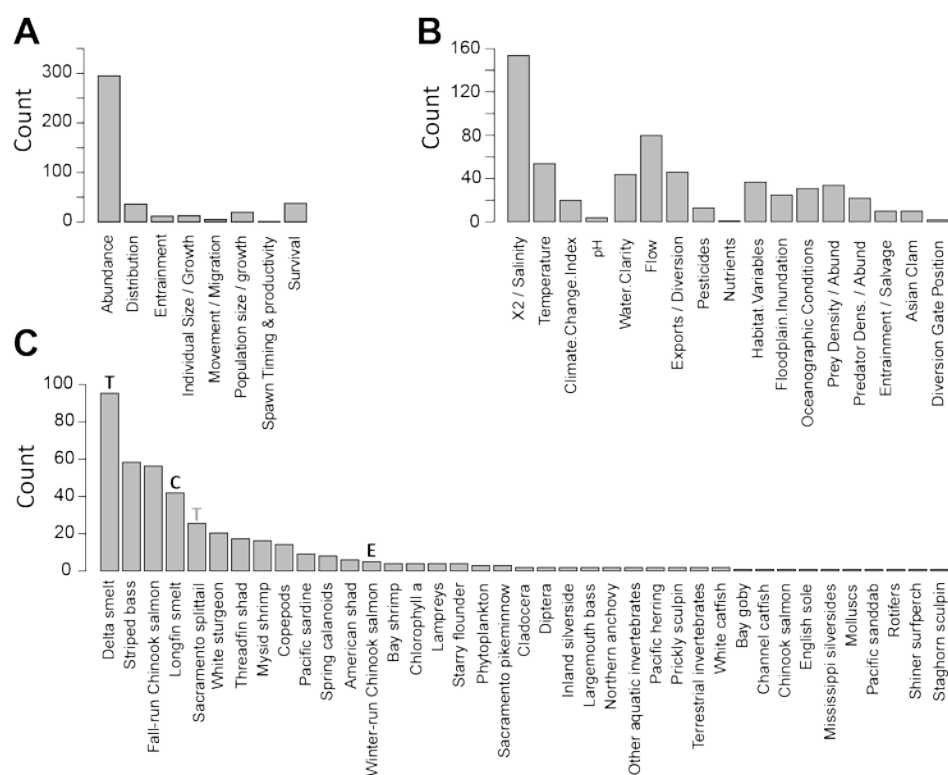 A
Count
300
200
100
0
Abundance
Distribution
Entrainment
Individual Size / Growth
Movement / Migration
Population size / growth
Spawn Timing & productivity
Survival
B
Count
160
120
80
40
0
X2 / Salinity
Temperature
Climate.Change.Index
pH
Water.Clarity
Flow
Exports / Diversion
Pesticides
Nutrients
Habitat.Variables
Floodplain.Inundation
Oceanographic Conditions
Prey Density / Abund
Predator Dens. / Abund
Entrainment / Salvage
Asian Clam
Diversion Gate Position
C
Count
100
80
60
40
20
0
T
C
T
E
Delta smelt
Striped bass
Fall-run Chinook salmon
Longfin smelt
Sacramento splittail
White sturgeon
Threadfin shad
Mysid shrimp
Copepods
Pacific sardine
Spring calanoids
American shad
Winter-run Chinook salmon
Bay shrimp
Chlorophyll a
Lampreys
Starry flounder
Phytoplankton
Sacramento pikeminnow
Cladocera
Diptera
Inland silverside
Largemouth bass
Northern anchovy
Other aquatic invertebrates
Pacific herring
Prickly sculpin
Terrestrial invertebrates
White catfish
Bay goby
Channel catfish
Chinook salmon
English sole
Mississippi silversides
Molluscs
Pacific sanddab
Rotifers
Shiner surfperch
Staghorn sculpin